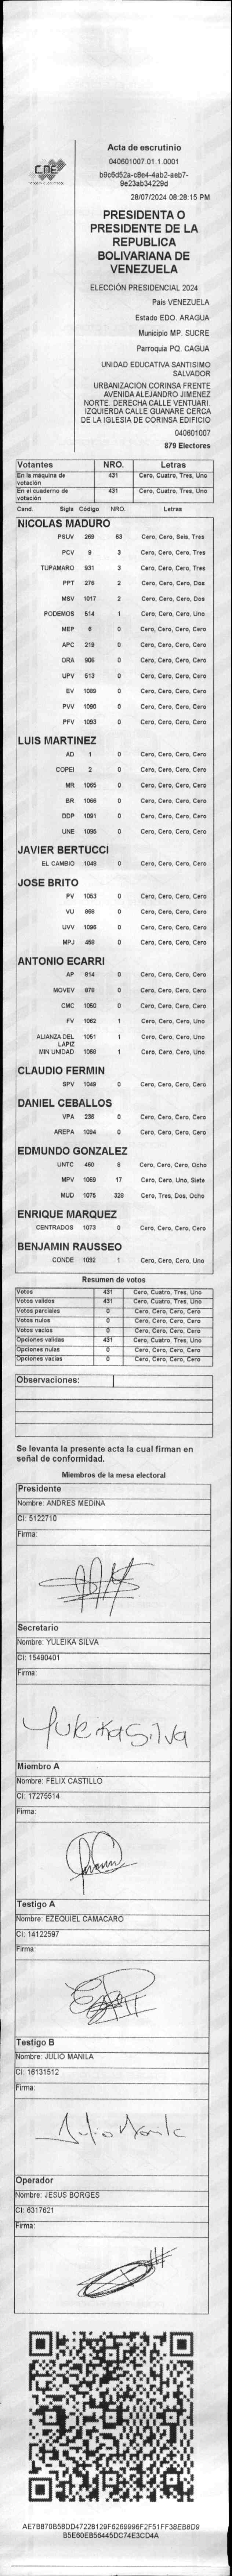 CNE
Acta de escrutinio
040601007.01.1.0001
b9c6d52a-c8e4-4ab2-aeb7-
9e23ab34229d
28/07/2024 08:28:15 PM
PRESIDENTA O
PRESIDENTE DE LA
REPUBLICA
BOLIVARIANA DE
VENEZUELA
ELECCIÓN PRESIDENCIAL 2024
Pais VENEZUELA
Estado EDO. ARAGUA
Municipio MP. SUCRE
Parroquia PQ. CAGUA
UNIDAD EDUCATIVA SANTISIMO
SALVADOR
URBANIZACION CORINSA FRENTE
AVENIDA ALEJANDRO JIMENEZ
NORTE. DERECHA CALLE VENTUARI.
IZQUIERDA CALLE GUANARE CERCA
DE LA IGLESIA DE CORINSA EDIFICIO
040601007
879 Electores
Votantes NRO. Letras
En la máquina de votación 431 Cero, Cuatro, Tres, Uno
En el cuaderno de votación 431 Cero, Cuatro, Tres, Uno
Cand. Sigla Código NRO. Letras
NICOLAS MADURO
PSUV 269 63 Cero, Cero, Seis, Tres
PCV 9 3 Cero, Cero, Cero, Tres
TUPAMARO 931 3 Cero, Cero, Cero, Tres
PPT 276 2 Cero, Cero, Cero, Dos
MSV 1017 2 Cero, Cero, Cero, Dos
PODEMOS 514 1 Cero, Cero, Cero, Uno
MEP 6 0 Cero, Cero, Cero, Cero
APC 219 0 Cero, Cero, Cero, Cero
ORA 906 0 Cero, Cero, Cero, Cero
UPV 513 0 Cero, Cero, Cero, Cero
EV 1089 0 Cero, Cero, Cero, Cero
PVV 1090 0 Cero, Cero, Cero, Cero
PFV 1093 0 Cero, Cero, Cero, Cero
LUIS MARTINEZ
AD 1 0 Cero, Cero, Cero, Cero
COPEI 2 0 Cero, Cero, Cero, Cero
MR 1065 0 Cero, Cero, Cero, Cero
BR 1066 0 Cero, Cero, Cero, Cero
DDP 1091 0 Cero, Cero, Cero, Cero
UNE 1095 0 Cero, Cero, Cero, Cero
JAVIER BERTUCCI
EL CAMBIO 1048 0 Cero, Cero, Cero, Cero
JOSE BRITO
PV 1053 0 Cero, Cero, Cero, Cero
VU 868 0 Cero, Cero, Cero, Cero
UVV 1096 0 Cero, Cero, Cero, Cero
MPJ 459 0 Cero, Cero, Cero, Cero
ANTONIO ECARRI
AP 814 0 Cero, Cero, Cero, Cero
MOVEV 878 0 Cero, Cero, Cero, Cero
CMC 1050 0 Cero, Cero, Cero, Cero
FV 1062 1 Cero, Cero, Cero, Uno
ALIANZA DEL LAPIZ 1051 1 Cero, Cero, Cero, Uno
MIN UNIDAD 1068 1 Cero, Cero, Cero, Uno
CLAUDIO FERMIN
SPV 1049 0 Cero, Cero, Cero, Cero
DANIEL CEBALLOS
VPA 238 0 Cero, Cero, Cero, Cero
AREPA 1094 0 Cero, Cero, Cero, Cero
EDMUNDO GONZALEZ
UNTC 460 8 Cero, Cero, Cero, Ocho
MPV 1069 17 Cero, Cero, Uno, Siete
MUD 1075 328 Cero, Tres, Dos, Ocho
ENRIQUE MARQUEZ
CENTRADOS 1073 0 Cero, Cero, Cero, Cero
BENJAMIN RAUSSEO
CONDE 1092 1 Cero, Cero, Cero, Uno
Resumen de votos
Votos 431 Cero, Cuatro, Tres, Uno
Votos validos 431 Cero, Cuatro, Tres, Uno
Votos parciales 0 Cero, Cero, Cero, Cero
Votos nulos 0 Cero, Cero, Cero, Cero
Votos vacios 0 Cero, Cero, Cero, Cero
Opciones validas 431 Cero, Cuatro, Tres, Uno
Opciones nulas 0 Cero, Cero, Cero, Cero
Opciones vacias 0 Cero, Cero, Cero, Cero
Observaciones:
Se levanta la presente acta la cual firman en
señal de conformidad.
Miembros de la mesa electoral
Presidente
Nombre: ANDRES MEDINA
CI: 5122710
Firma:
Secretario
Nombre: YULEIKA SILVA
CI: 15490401
Firma:
Yuleika Silva
Miembro A
Nombre: FELIX CASTILLO
CI: 17275514
Firma:
Testigo A
Nombre: EZEQUIEL CAMACARO
CI: 14122597
Firma:
Testigo B
Nombre: JULIO MANILA
CI: 16131512
Firma:
Operador
Nombre: JESUS BORGES
CI: 6317621
Firma:
AE7B870B58DD47228129F6269996F2F51FF38EB8D9
B5E60EB56445DC74E3CD4A